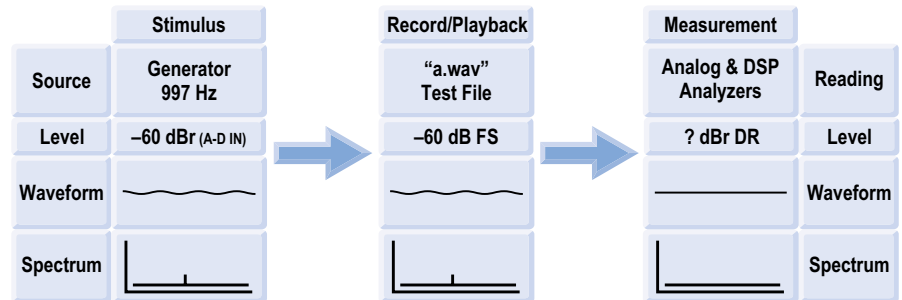 Stimulus
Record/Playback
Measurement
Source
Generator
997 Hz
“a.wav”
Test File
Analog & DSP
Analyzers
Reading
Level
–60 dBr (A-D IN)
–60 dB FS
? dBr DR
Level
Waveform
Waveform
Spectrum
Spectrum